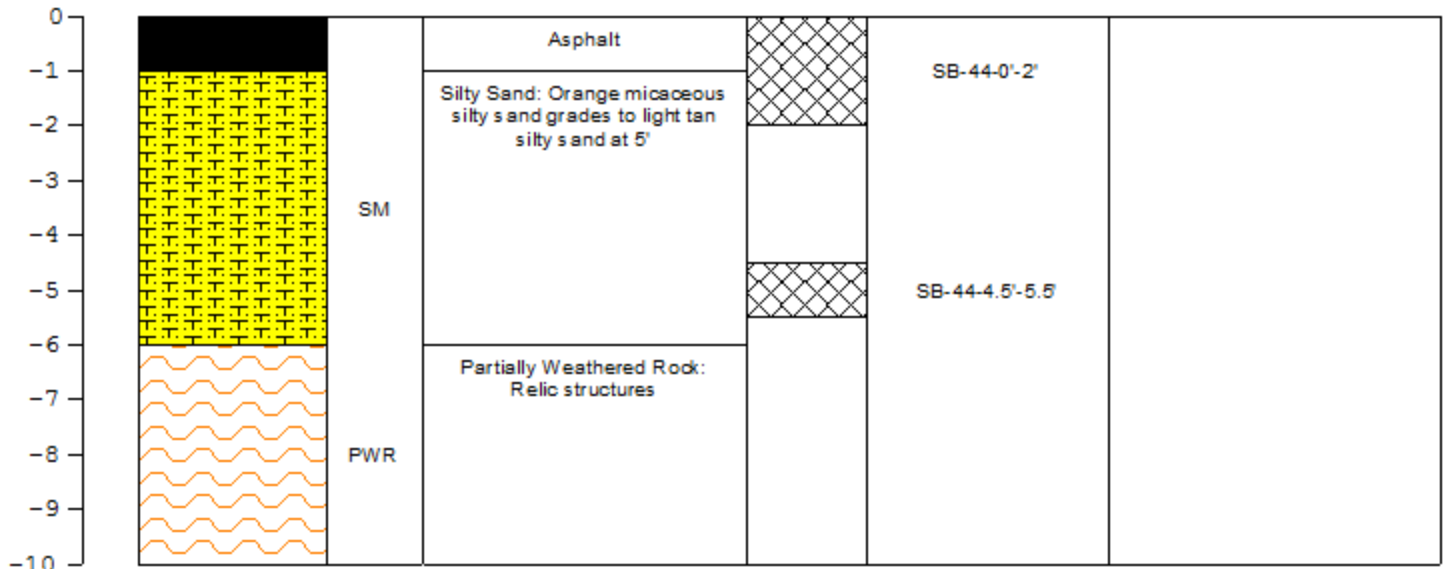 0
Asphalt
-1
SB-44-0'-2'
Silty Sand: Orange micaceous
silty sand grades to light tan
silty sand at 5'
-2
-3
SM
-4
-5
SB-44-4.5'-5.5'
-6
Partially Weathered Rock:
Relic structures
-7
-8
PWR
-9
-10